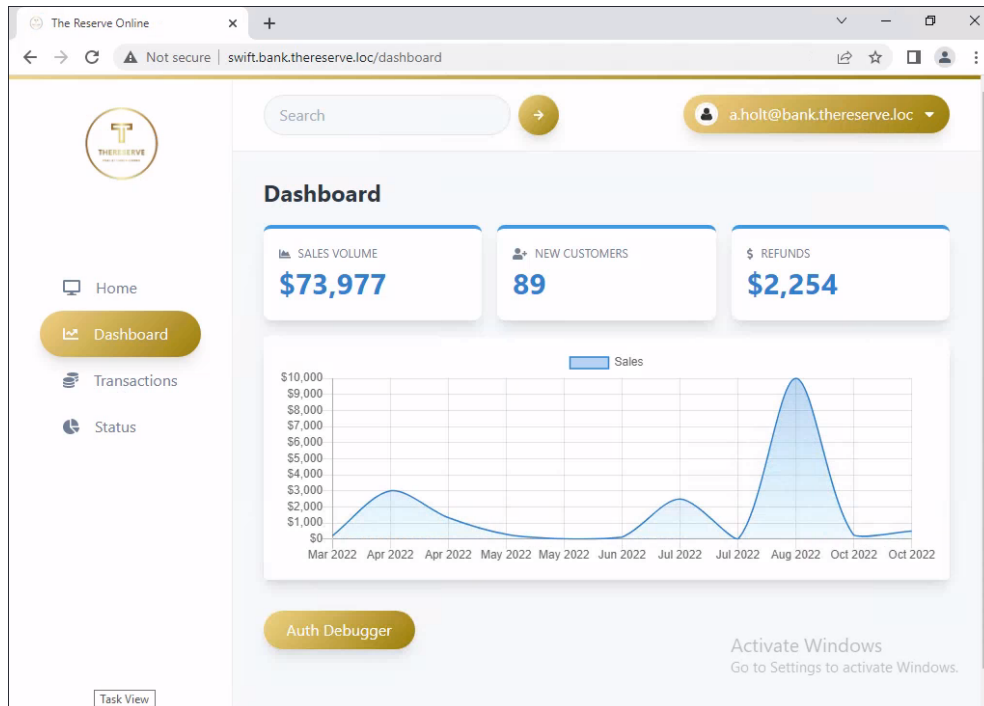 The Reserve Online
Not secure
swift.bank.thereserve.loc/dashboard
T
THERESERVE
Search
a.holt@bank.thereserve.loc
Dashboard
SALES VOLUME
$73,977
NEW CUSTOMERS
89
$ REFUNDS
$2,254
Home
Dashboard
Transactions
Status
Sales
$10,000
$9,000
$8,000
$7,000
$6,000
$5,000
$4,000
$3,000
$2,000
$1,000
$0
Mar 2022 Apr 2022 Apr 2022 May 2022 May 2022 Jun 2022 Jul 2022 Jul 2022 Aug 2022 Oct 2022 Oct 2022
Auth Debugger
Activate Windows
Go to Settings to activate Windows.
Task View